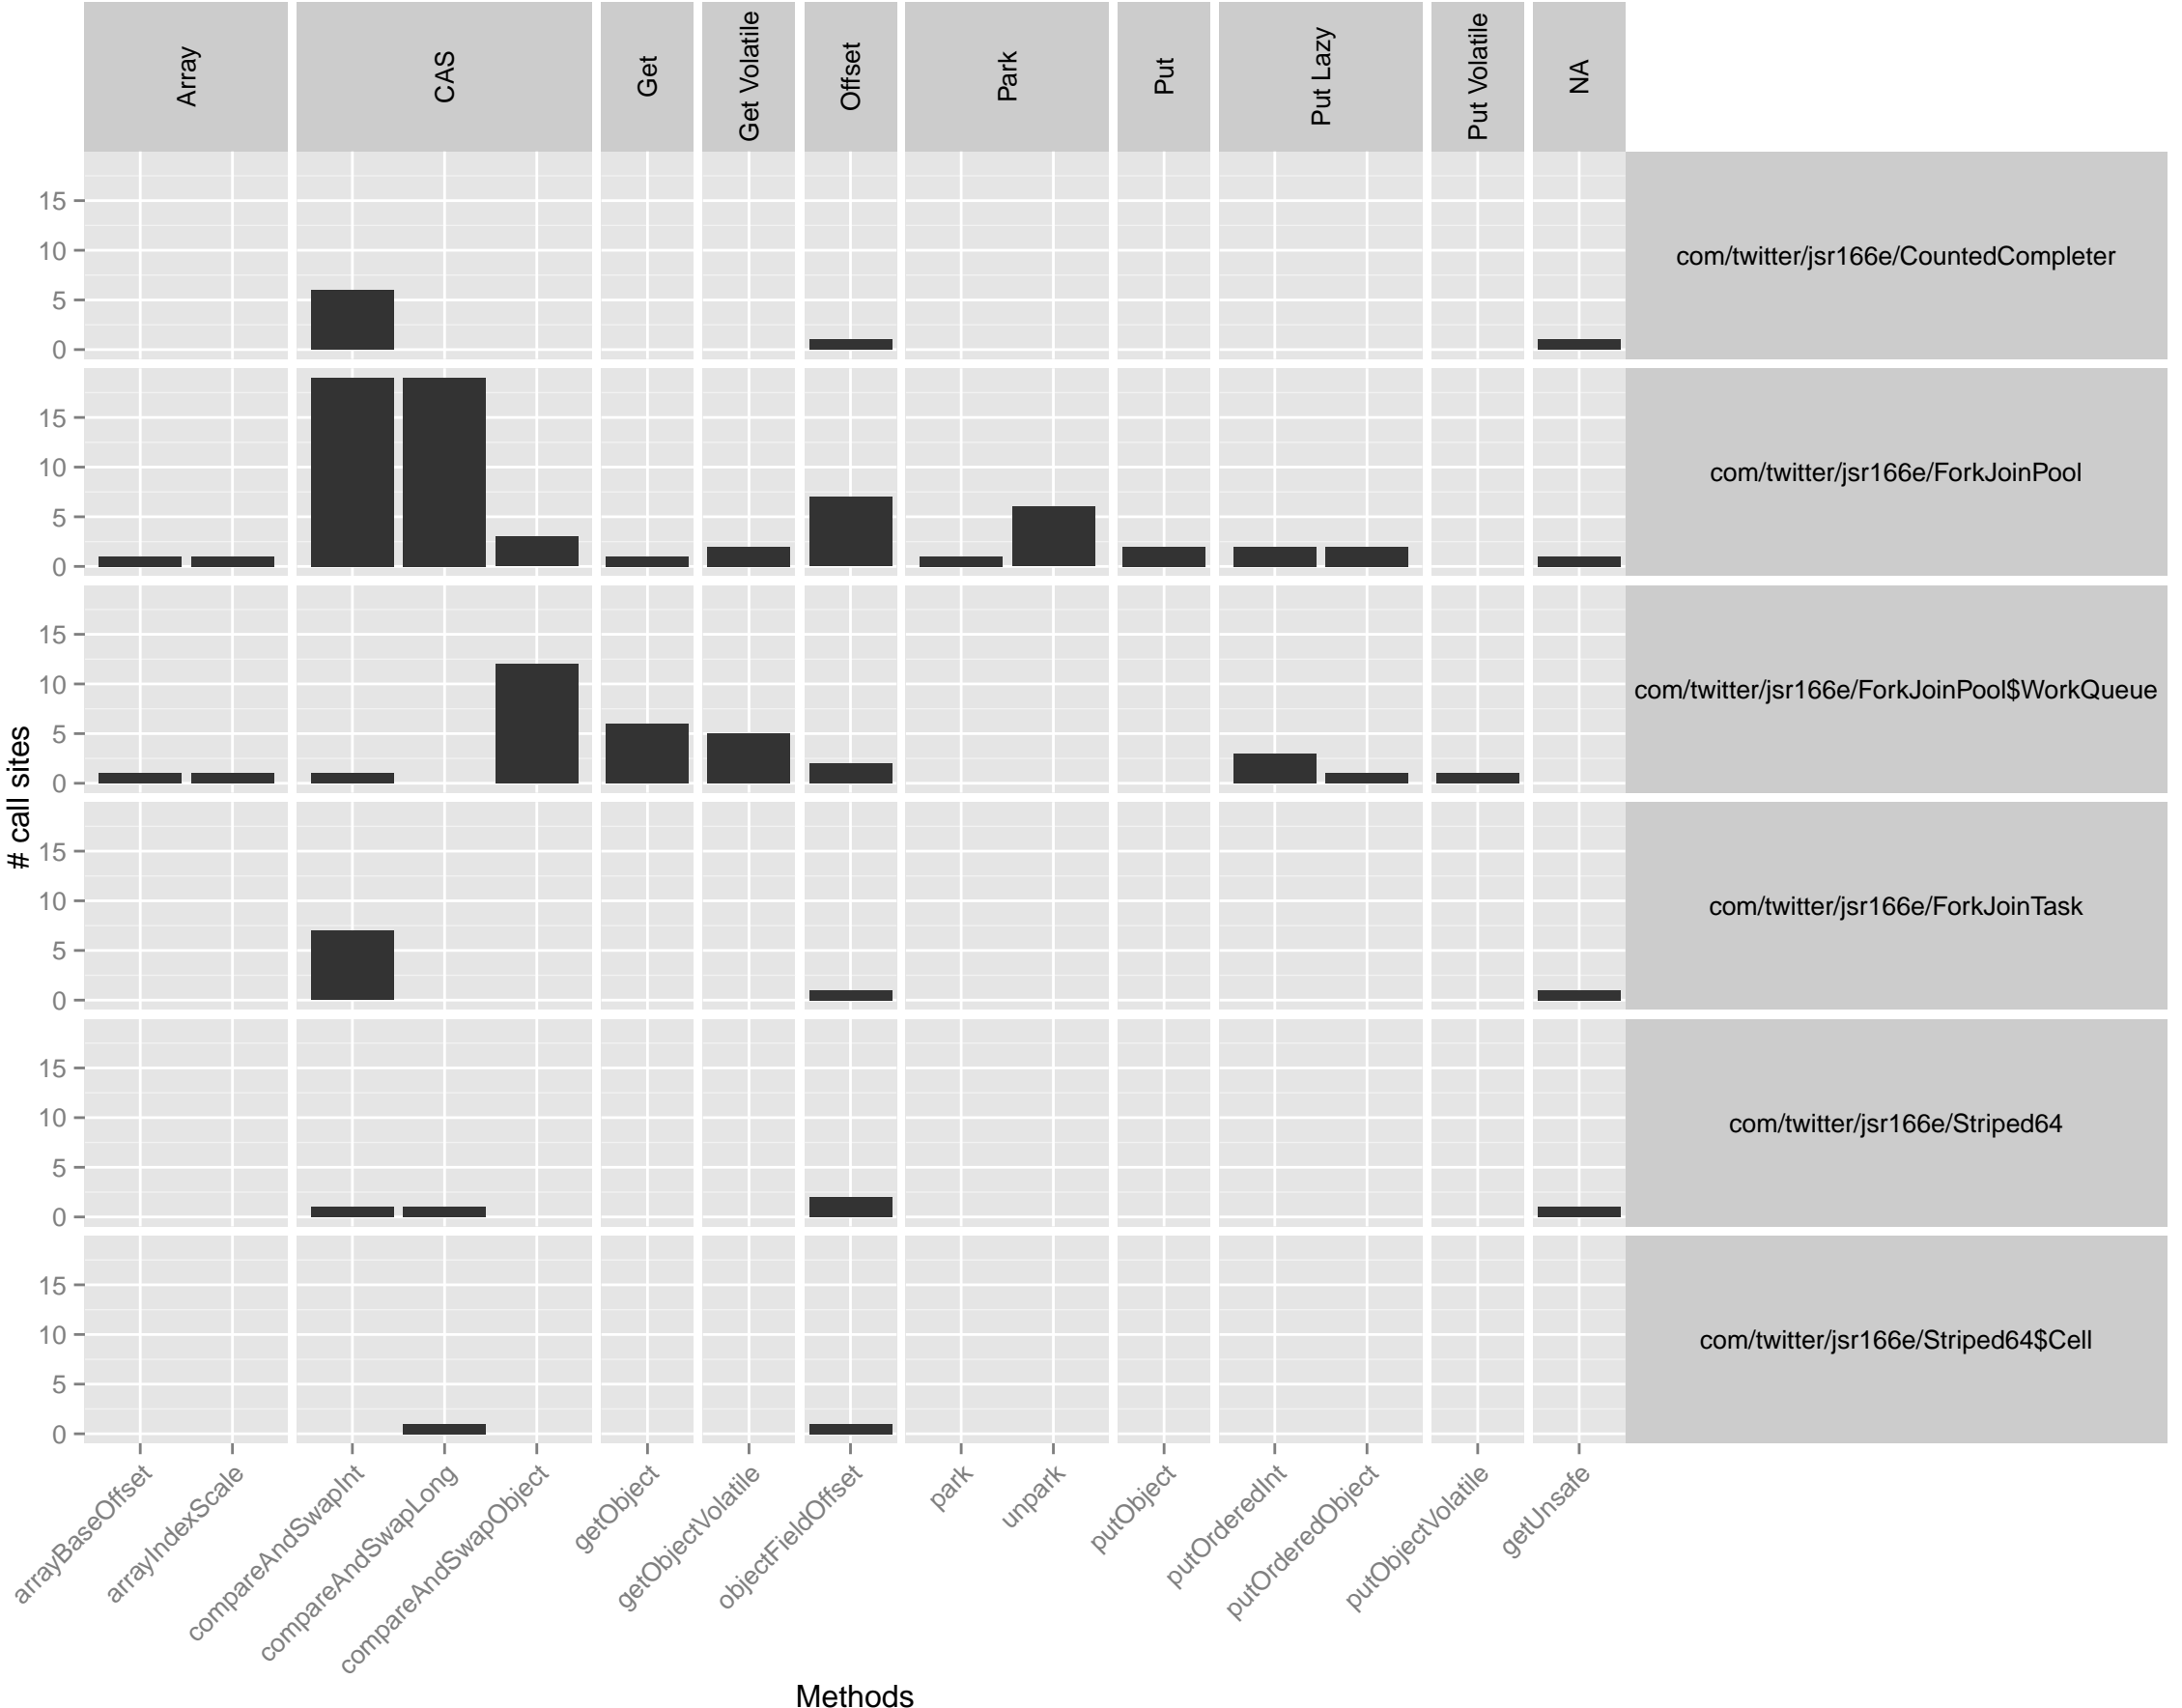 Array
CAS
Get
Get Volatile
Offset
Park
Put
Put Lazy
Put Volatile
NA
15
10
5
0
com/twitter/jsr166e/CountedCompleter
15
10
5
0
com/twitter/jsr166e/ForkJoinPool
15
10
5
0
com/twitter/jsr166e/ForkJoinPool$WorkQueue
# call sites
15
10
5
0
com/twitter/jsr166e/ForkJoinTask
15
10
5
0
com/twitter/jsr166e/Striped64
15
10
5
0
com/twitter/jsr166e/Striped64$Cell
arrayBaseOffset
arrayIndexScale
compareAndSwapInt
compareAndSwapLong
compareAndSwapObject
getObject
getObjectVolatile
objectFieldOffset
park
unpark
putObject
putOrderedInt
putOrderedObject
putObjectVolatile
getUnsafe
Methods